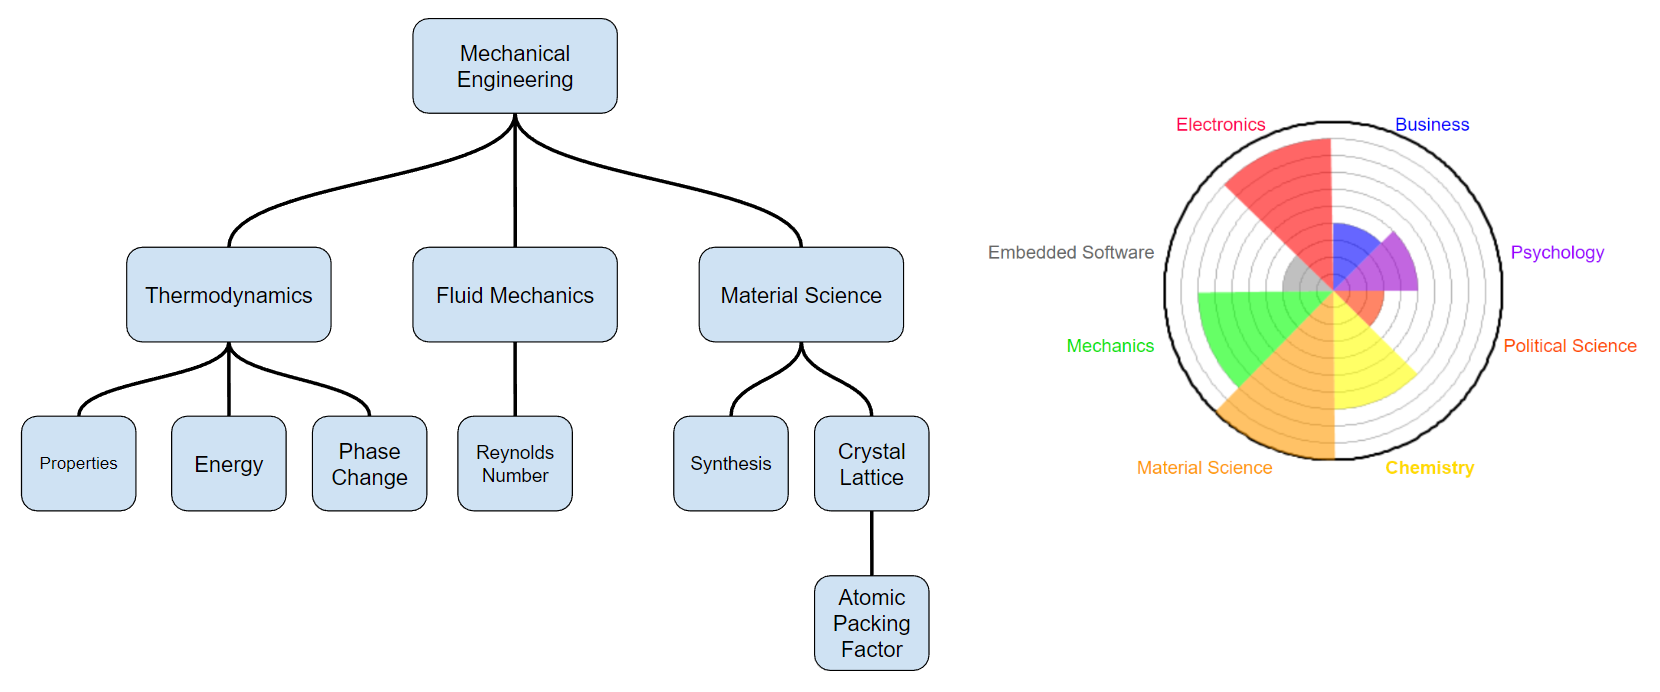 Mechanical
Engineering
Thermodynamics
Fluid Mechanics
Material Science
Properties
Energy
Phase
Change
Reynolds
Number
Synthesis
Crystal
Lattice
Atomic
Packing
Factor
Electronics
Business
Embedded Software
Psychology
Mechanics
Political Science
Material Science
Chemistry